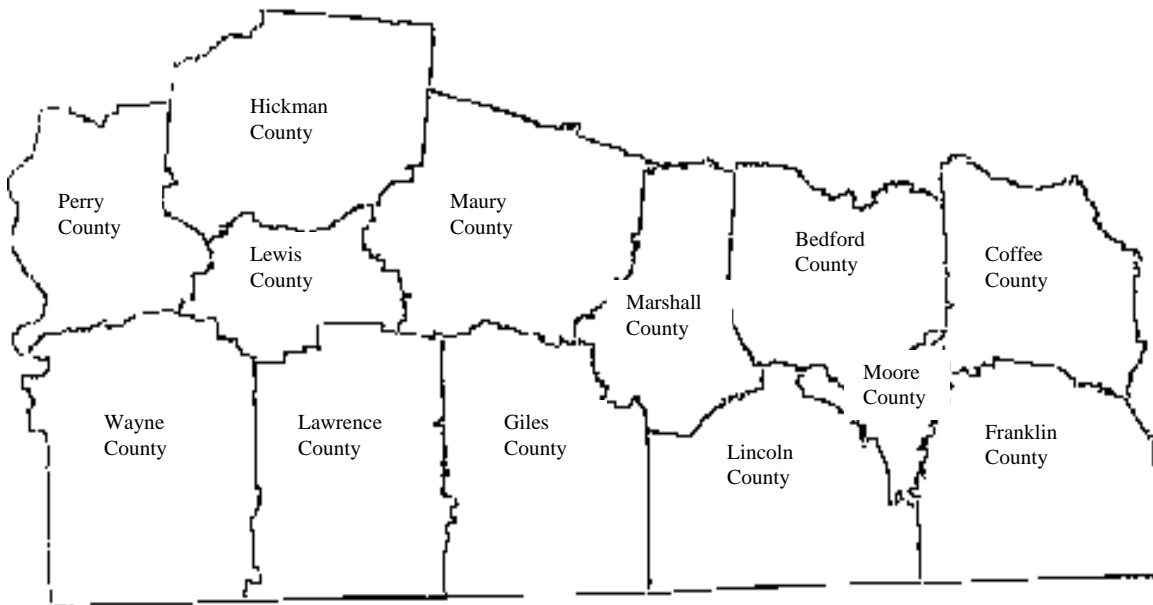 Hickman
County
Perry
County
Maury
County
Lewis
County
Bedford
County
Coffee
County
Marshall
County
Moore
County
Wayne
County
Lawrence
County
Giles
County
Lincoln
County
Franklin
County